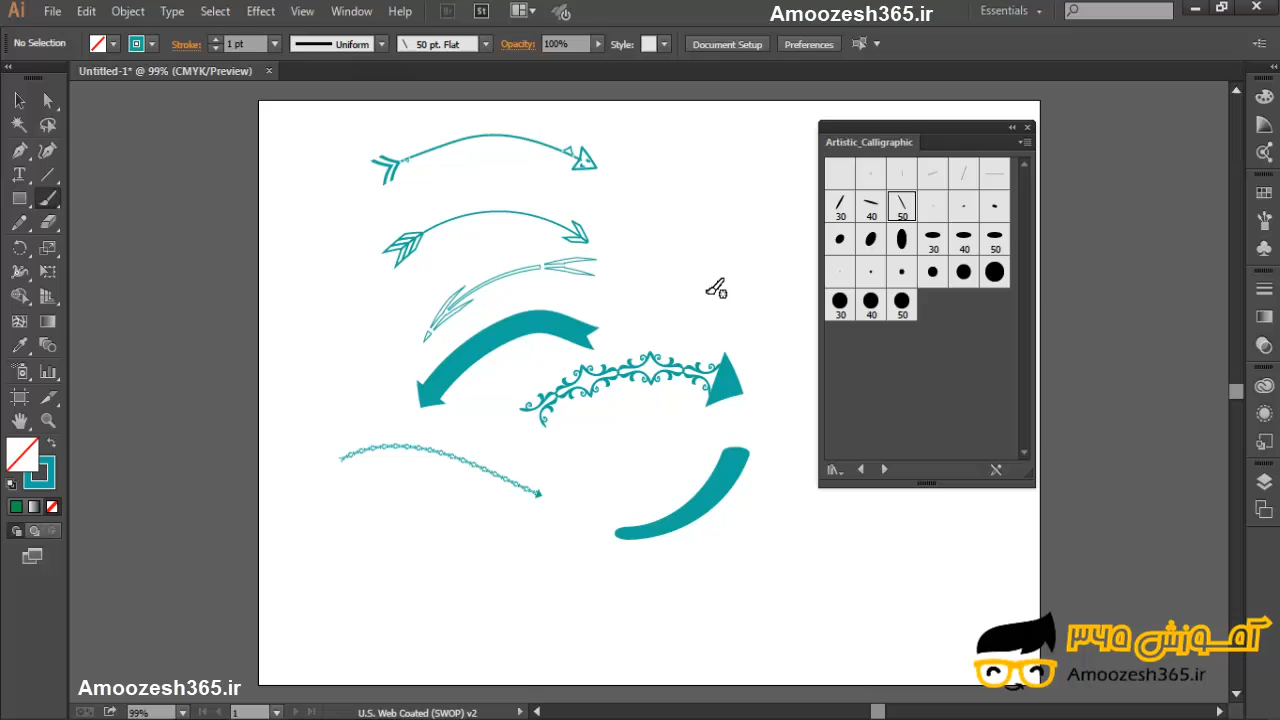 Ai File Edit Object Type Select Effect View Window Help Br St Amoozesh365.ir Essentials
No Selection Stroke: 1 pt Uniform 50 pt. Flat Opacity: 100% Style: Document Setup Preferences
Untitled-1* @ 99% (CMYK/Preview) ×
Artistic_Calligraphic
30 40 50
30 40 50
30 40 50
آمـوزش ۳۶۵
Amoozesh365.ir
Amoozesh365.ir
99% 1 U.S. Web Coated (SWOP) v2